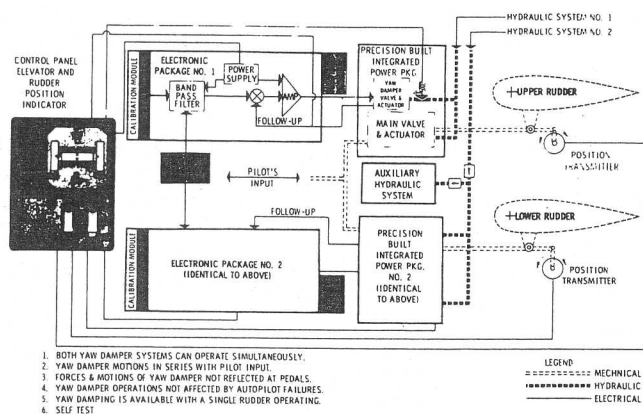 HYDRAULIC SYSTEM NO. 1
HYDRAULIC SYSTEM NO. 2
CONTROL PANEL
ELEVATOR AND
RUDDER
POSITION
INDICATOR
CALIBRATION MODULE
ELECTRONIC
PACKAGE NO. 1
POWER
SUPPLY
BAND
PASS
FILTER
AMP
FOLLOW-UP
PRECISION BUILT
INTEGRATED
POWER PKG.
YAW
DAMPER
VALVE &
ACTUATOR
MAIN VALVE
& ACTUATOR
UPPER RUDDER
POSITION
TRANSMITTER
PILOT'S
INPUT
AUXILIARY
HYDRAULIC
SYSTEM
LOWER RUDDER
POSITION
TRANSMITTER
FOLLOW-UP
CALIBRATION MODULE
ELECTRONIC PACKAGE NO. 2
(IDENTICAL TO ABOVE)
PRECISION
BUILT
INTEGRATED
POWER PKG.
NO. 2
(IDENTICAL
TO ABOVE)
1. BOTH YAW DAMPER SYSTEMS CAN OPERATE SIMULTANEOUSLY.
2. YAW DAMPER MOTIONS IN SERIES WITH PILOT INPUT.
3. FORCES & MOTIONS OF YAW DAMPER NOT REFLECTED AT PEDALS.
4. YAW DAMPER OPERATIONS NOT AFFECTED BY AUTOPILOT FAILURES.
5. YAW DAMPING IS AVAILABLE WITH A SINGLE RUDDER OPERATING.
6. SELF TEST
LEGEND
MECHNICAL
HYDRAULIC
ELECTRICAL